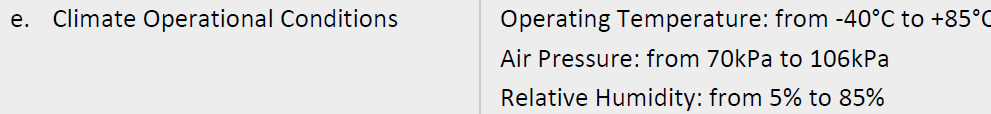 e. Climate Operational Conditions
Operating Temperature: from -40°C to +85°C
Air Pressure: from 70kPa to 106kPa
Relative Humidity: from 5% to 85%